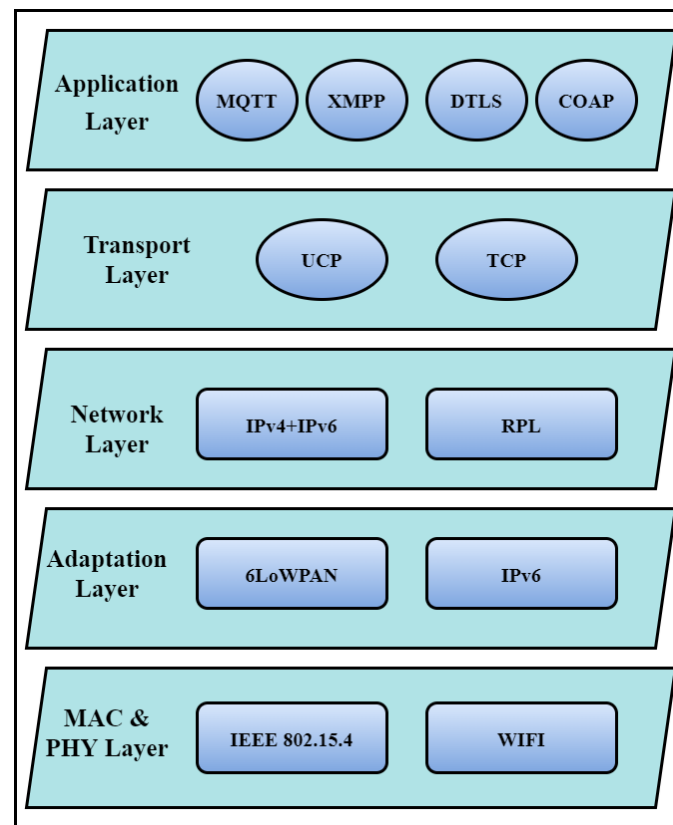 Application
Layer
MQTT
XMPP
DTLS
COAP
Transport
Layer
UCP
TCP
Network
Layer
IPv4+IPv6
RPL
Adaptation
Layer
6LoWPAN
IPv6
MAC &
PHY Layer
IEEE 802.15.4
WIFI